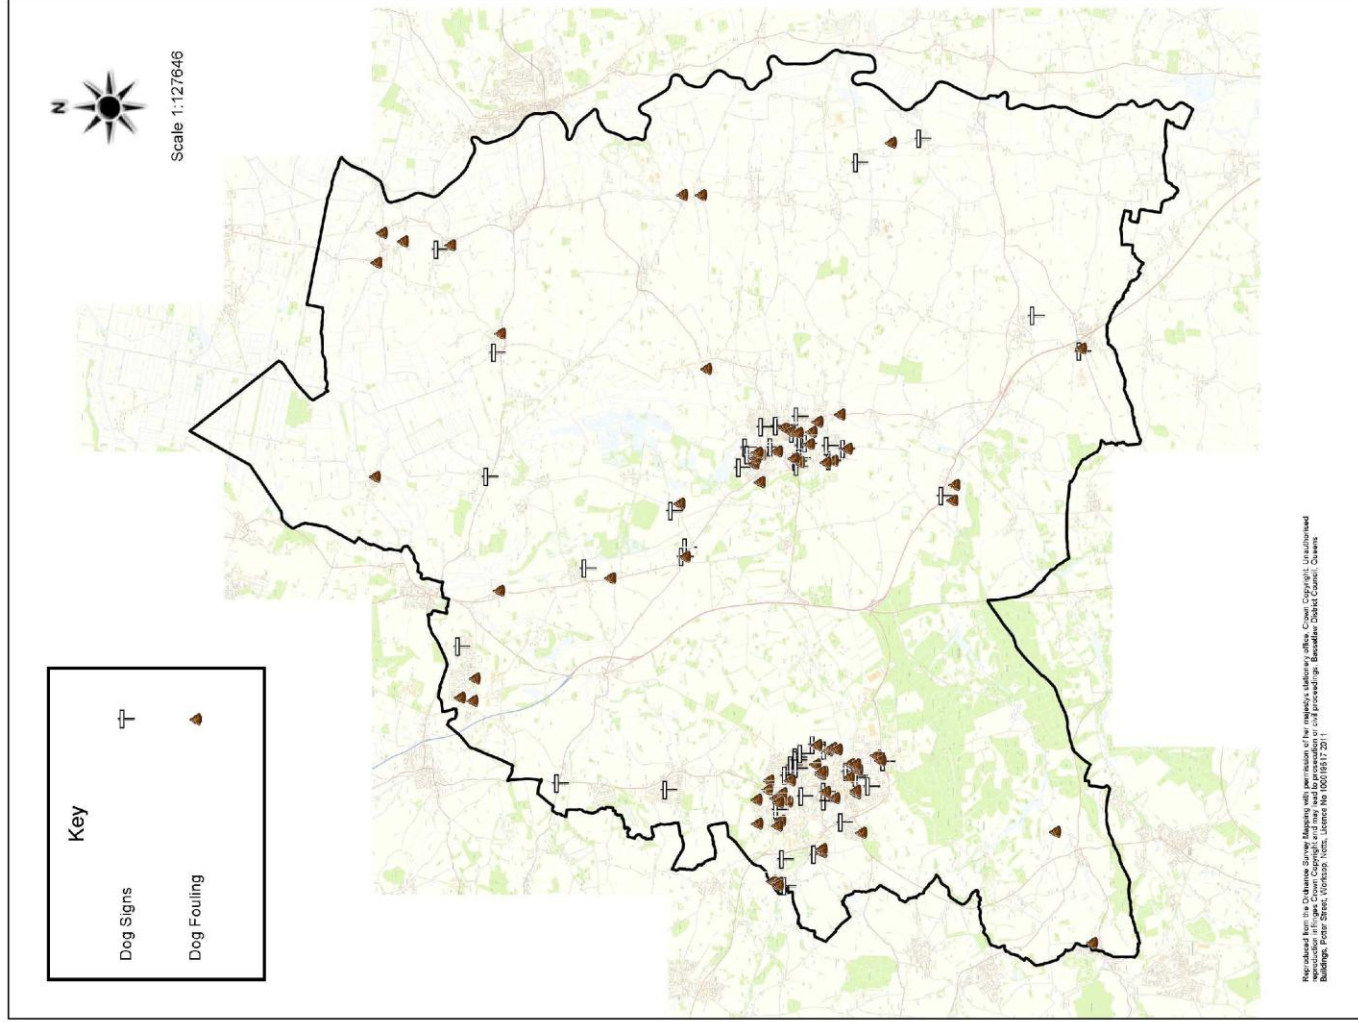 N
Scale 1:127646
Key
Dog Signs
Dog Fouling
Reproduced from the Ordnance Survey Mapping with permission of her majestys stationery office. Crown Copyright. Unauthorised
reproduction infringes Crown Copyright and may lead to prosecution or civil proceedings. Bassetlaw District Council, Queens
Buildings, Potter Street, Worksop, Notts, Licence No 100019517 2011